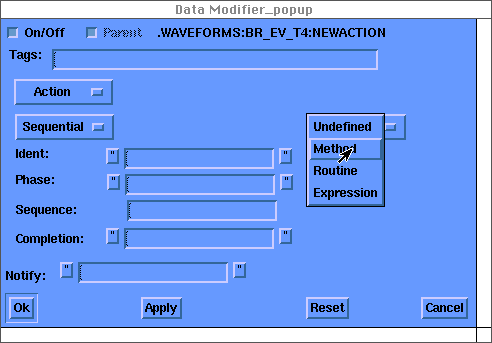 Data Modifier_popup
On/Off Parent .WAVEFORMS:BR_EV_T4:NEWACTION
Tags:
Action
Sequential
Undefined
Method
Routine
Expression
Ident: " "
Phase: " "
Sequence:
Completion: " "
Notify: " "
Ok Apply Reset Cancel